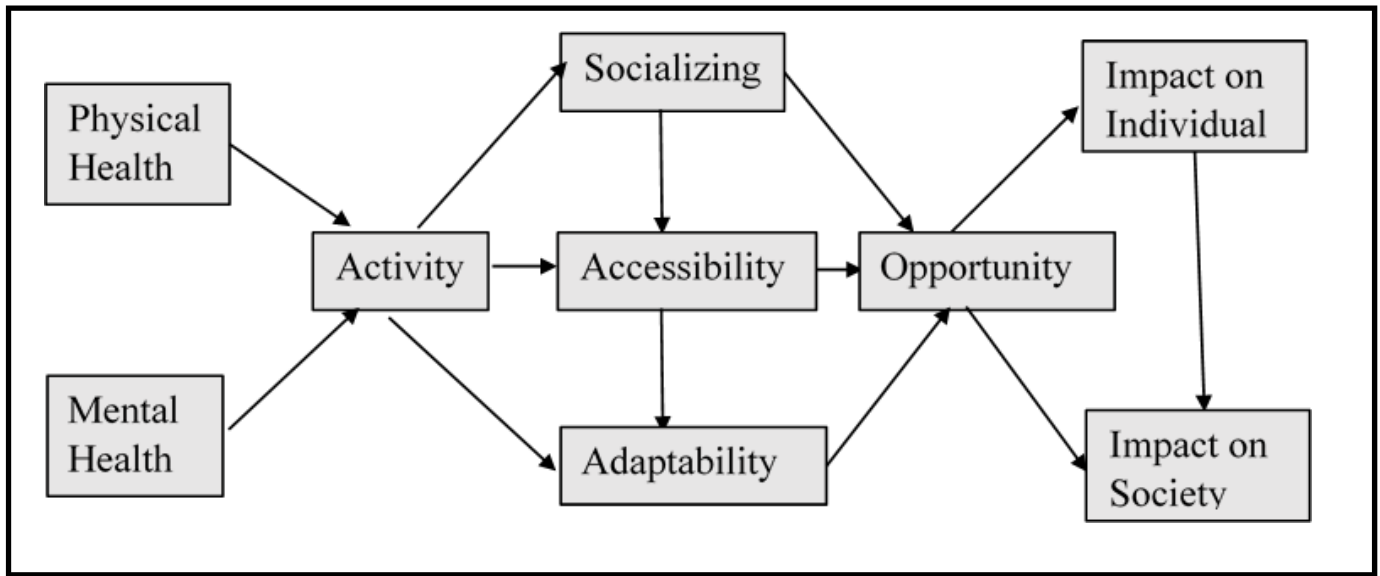 Physical
Health
Mental
Health
Activity
Socializing
Accessibility
Adaptability
Opportunity
Impact on
Individual
Impact on
Society